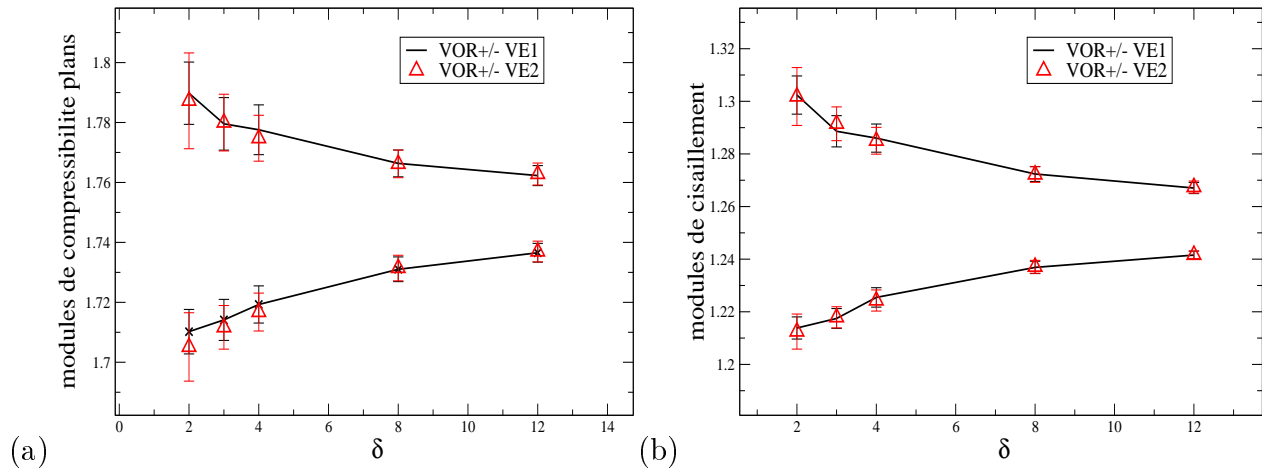 VOR+/- VE1
VOR+/- VE2
1.8
1.78
1.76
1.74
1.72
1.7
modules de compressibilite plans
0 2 4 6 8 10 12 14
δ
(a)
VOR+/- VE1
VOR+/- VE2
1.32
1.3
1.28
1.26
1.24
1.22
1.2
modules de cisaillement
2 4 6 8 10 12
δ
(b)